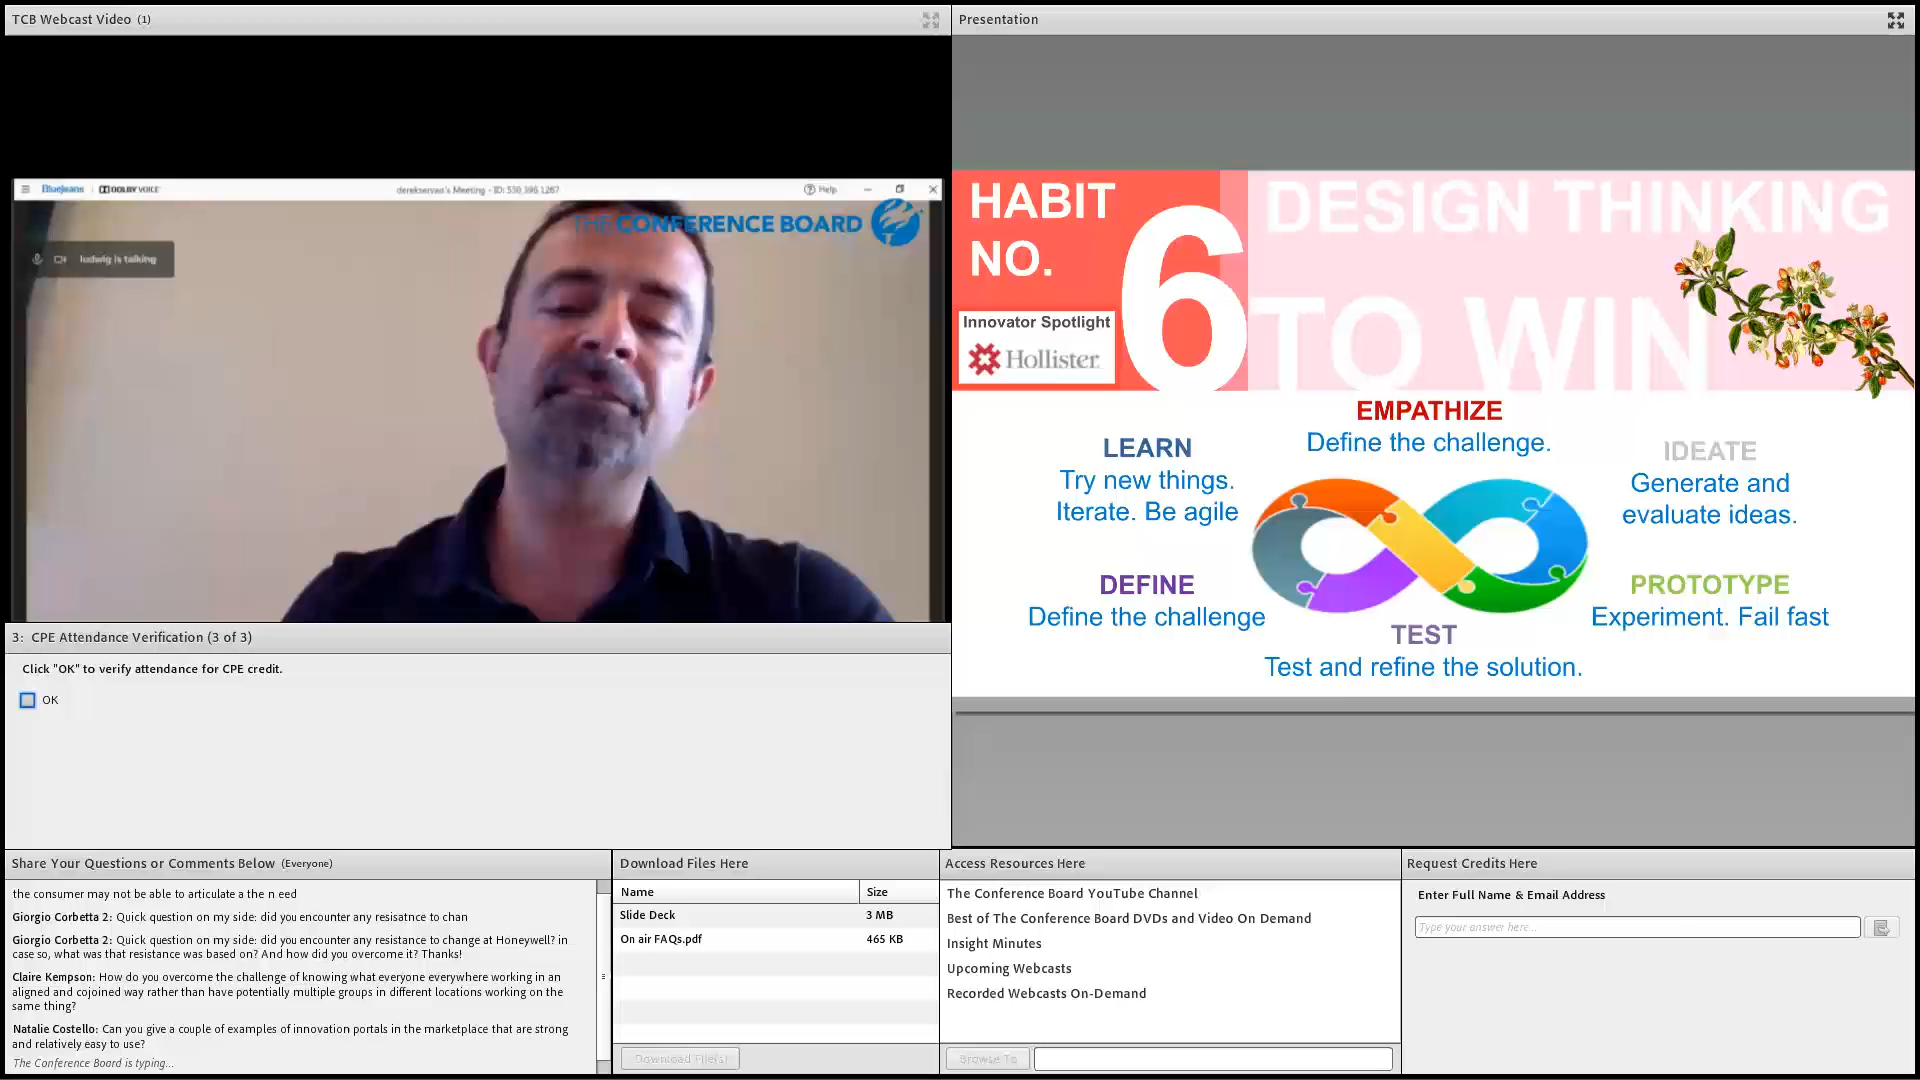 TCB Webcast Video (1)
BlueJeans DOLBY VOICE
derekservao's Meeting - ID: 530 396 1267
Help
THE CONFERENCE BOARD
ludwig is talking
3: CPE Attendance Verification (3 of 3)
Click "OK" to verify attendance for CPE credit.
OK
Presentation
HABIT
NO.
6
Innovator Spotlight
Hollister
DESIGN THINKING
TO WIN
EMPATHIZE
Define the challenge.
LEARN
Try new things.
Iterate. Be agile
IDEATE
Generate and
evaluate ideas.
DEFINE
Define the challenge
PROTOTYPE
Experiment. Fail fast
TEST
Test and refine the solution.
Share Your Questions or Comments Below (Everyone)
the consumer may not be able to articulate a the n eed
Giorgio Corbetta 2: Quick question on my side: did you encounter any resisatnce to chan
Giorgio Corbetta 2: Quick question on my side: did you encounter any resistance to change at Honeywell? in
case so, what was that resistance was based on? And how did you overcome it? Thanks!
Claire Kempson: How do you overcome the challenge of knowing what everyone everywhere working in an
aligned and cojoined way rather than have potentially multiple groups in different locations working on the
same thing?
Natalie Costello: Can you give a couple of examples of innovation portals in the marketplace that are strong
and relatively easy to use?
The Conference Board is typing...
Download Files Here
Name Size
Slide Deck 3 MB
On air FAQs.pdf 465 KB
Download File(s)
Access Resources Here
The Conference Board YouTube Channel
Best of The Conference Board DVDs and Video On Demand
Insight Minutes
Upcoming Webcasts
Recorded Webcasts On-Demand
Browse To
Request Credits Here
Enter Full Name & Email Address
Type your answer here...